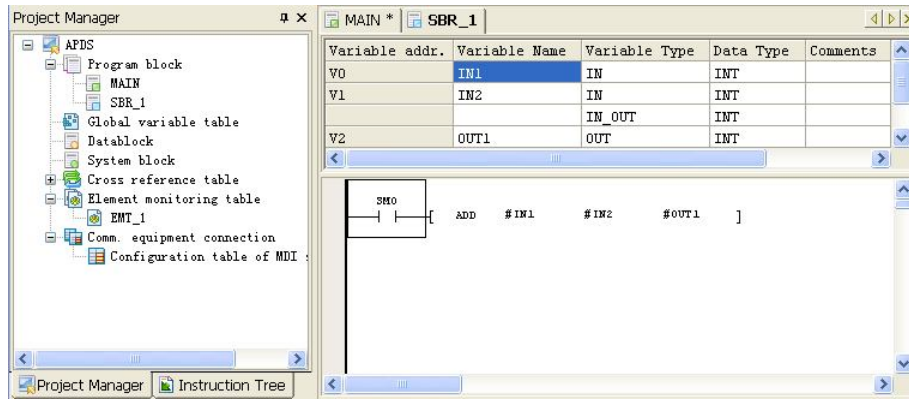 Project Manager
APDS
Program block
MAIN
SBR_1
Global variable table
Datablock
System block
Cross reference table
Element monitoring table
EMT_1
Comm. equipment connection
Configuration table of MDI
Project Manager Instruction Tree
MAIN * SBR_1
Variable addr. Variable Name Variable Type Data Type Comments
V0 IN1 IN INT
V1 IN2 IN INT
IN_OUT INT
V2 OUT1 OUT INT
SM0
[ ADD #IN1 #IN2 #OUT1 ]